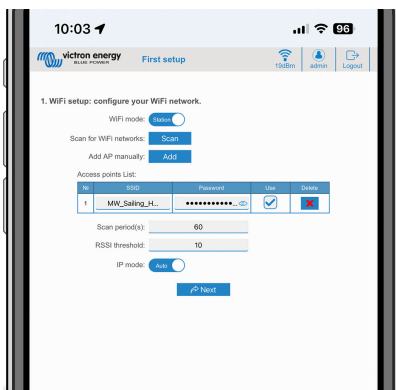 10:03
96
victron energy
BLUE POWER
First setup
19dBm
admin
Logout
1. WiFi setup: configure your WiFi network.
WiFi mode: Station
Scan for WiFi networks: Scan
Add AP manually: Add
Access points List:
Nr SSID Password Use Delete
1 MW_Sailing_H... •••••••••••...
Scan period(s): 60
RSSI threshold: 10
IP mode: Auto
Next